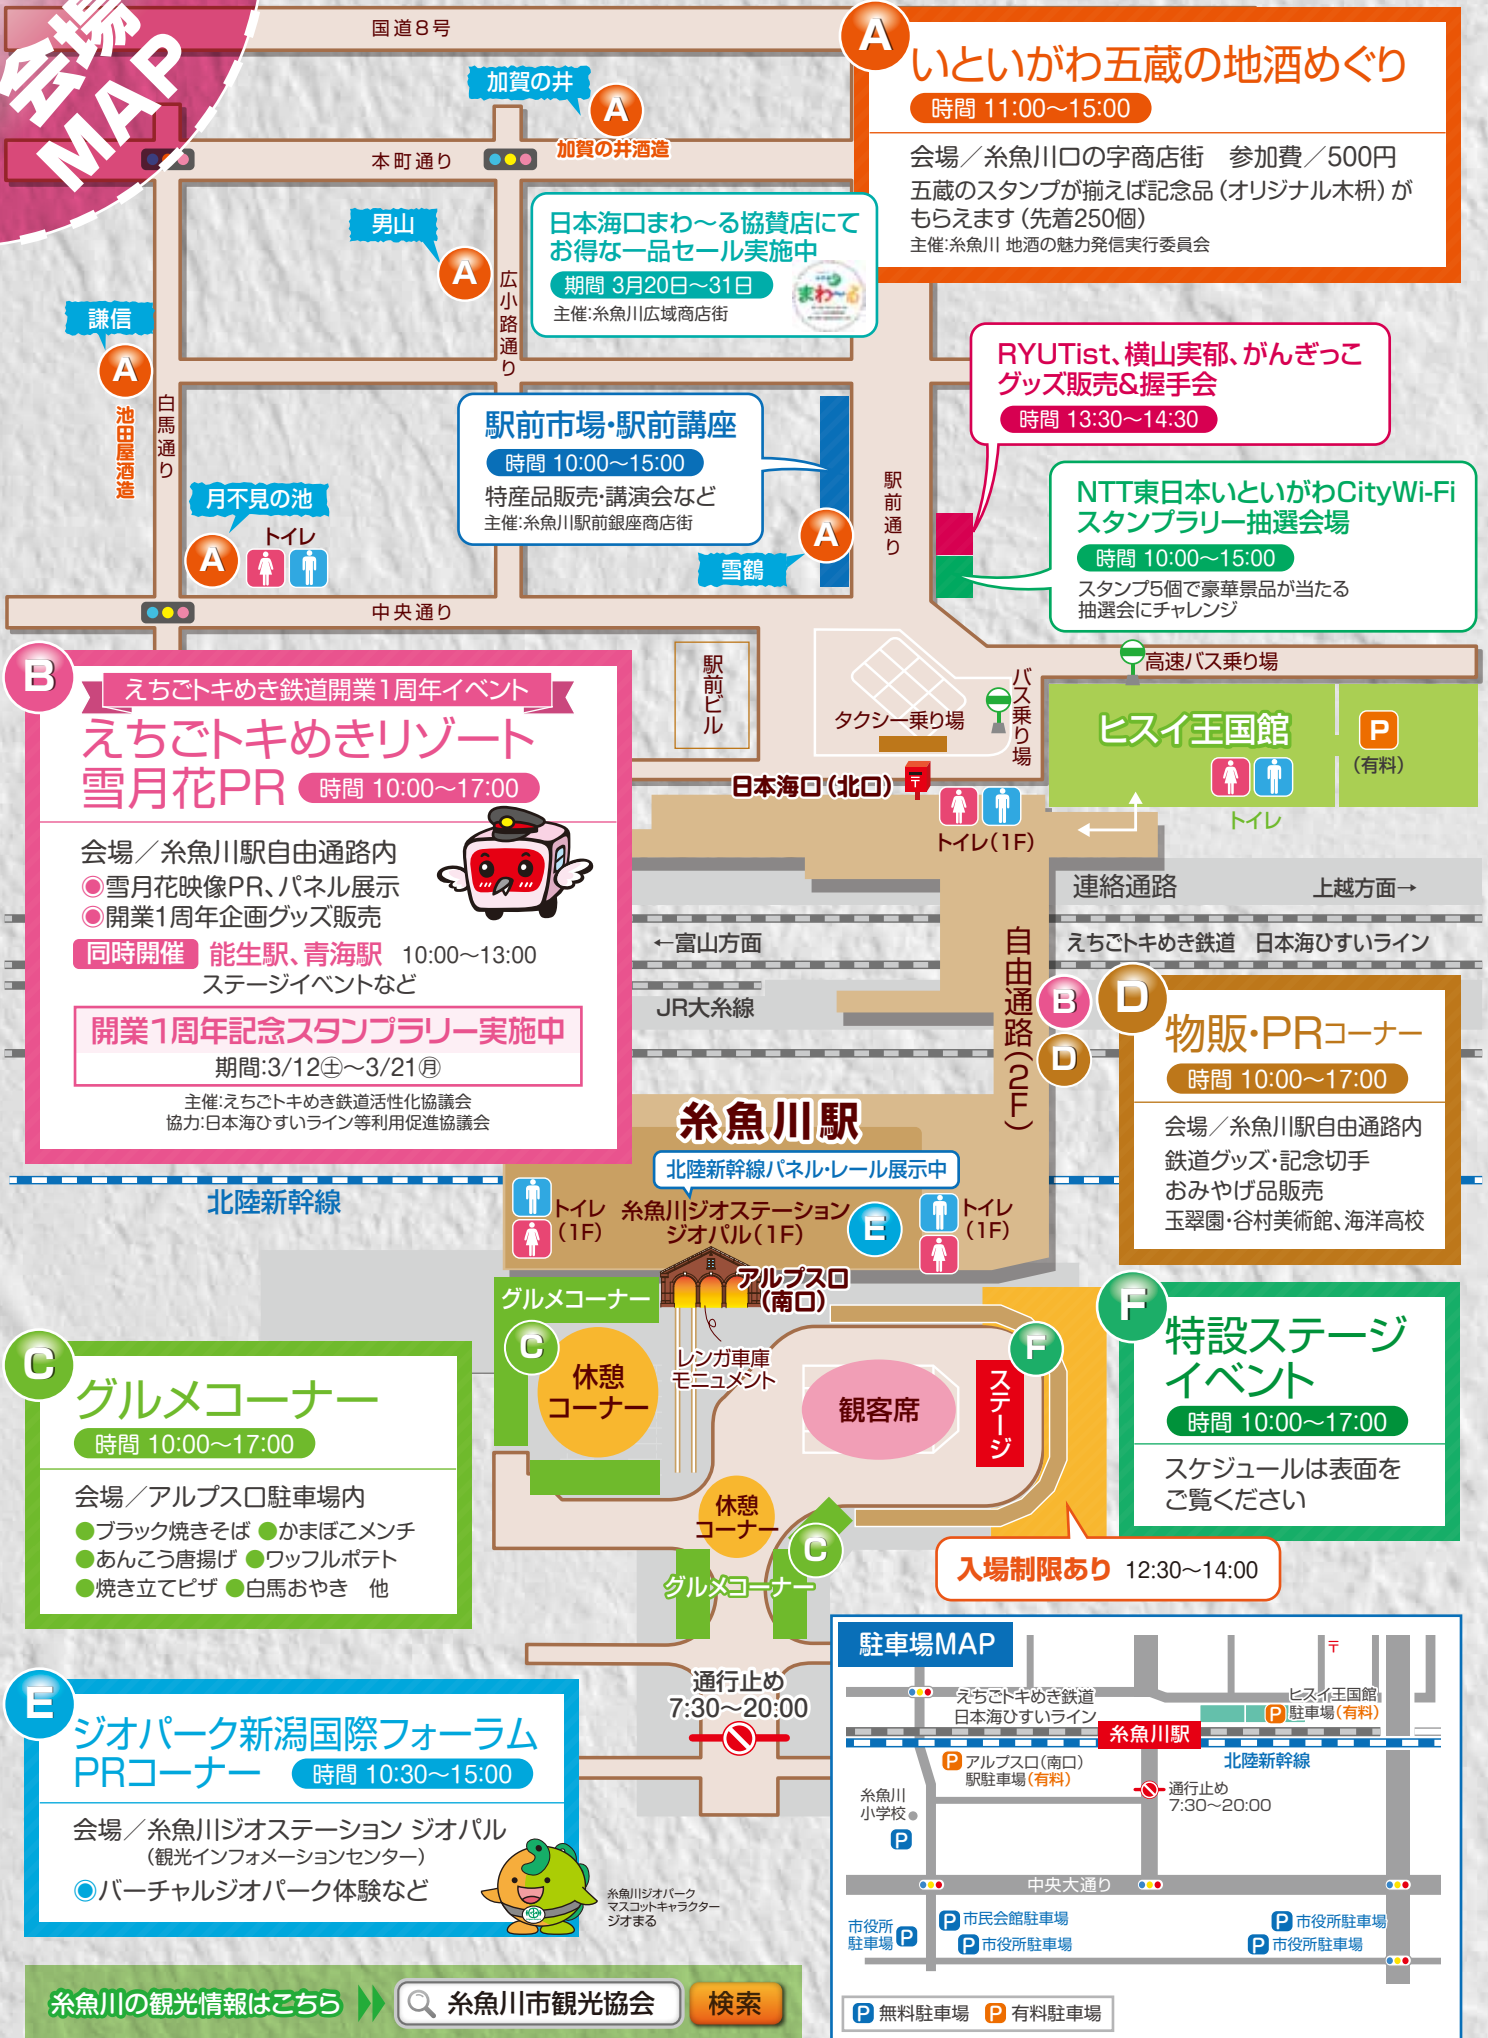 会場
MAP
国道8号
加賀の井
A
加賀の井酒造
本町通り
男山
A
広小路通り
謙信
A
池田屋酒造
白馬通り
月不見の池
A
トイレ
中央通り
A
いといがわ五蔵の地酒めぐり
時間 11:00〜15:00
会場／糸魚川口の字商店街　参加費／500円
五蔵のスタンプが揃えば記念品（オリジナル木枡）が
もらえます（先着250個）
主催:糸魚川 地酒の魅力発信実行委員会
日本海口まわ〜る協賛店にて
お得な一品セール実施中
期間 3月20日〜31日
主催:糸魚川広域商店街
まわ〜る
RYUTist、横山実郁、がんぎっこ
グッズ販売&握手会
時間 13:30〜14:30
駅前市場・駅前講座
時間 10:00〜15:00
特産品販売・講演会など
主催:糸魚川駅前銀座商店街
A
雪鶴
駅前通り
NTT東日本いといがわCityWi-Fi
スタンプラリー抽選会場
時間 10:00〜15:00
スタンプ5個で豪華景品が当たる
抽選会にチャレンジ
B
えちごトキめき鉄道開業1周年イベント
えちごトキめきリゾート
雪月花PR 時間 10:00〜17:00
会場／糸魚川駅自由通路内
◉雪月花映像PR、パネル展示
◉開業1周年企画グッズ販売
同時開催 能生駅、青海駅 10:00〜13:00
ステージイベントなど
開業1周年記念スタンプラリー実施中
期間:3/12㊏〜3/21㊊
主催:えちごトキめき鉄道活性化協議会
協力:日本海ひすいライン等利用促進協議会
駅前ビル
タクシー乗り場
バス乗り場
高速バス乗り場
ヒスイ王国館
P
（有料）
トイレ
日本海口（北口）
〒
トイレ（1F）
連絡通路
上越方面→
←富山方面
えちごトキめき鉄道　日本海ひすいライン
JR大糸線
自由通路（2F）
B
D
D
物販・PRコーナー
時間 10:00〜17:00
会場／糸魚川駅自由通路内
鉄道グッズ・記念切手
おみやげ品販売
玉翠園・谷村美術館、海洋高校
糸魚川駅
北陸新幹線パネル・レール展示中
北陸新幹線
トイレ
（1F）
糸魚川ジオステーション
ジオパル（1F）
E
トイレ
（1F）
アルプス口
（南口）
グルメコーナー
C
休憩
コーナー
レンガ車庫
モニュメント
観客席
ステージ
F
F
特設ステージ
イベント
時間 10:00〜17:00
スケジュールは表面を
ご覧ください
C
グルメコーナー
時間 10:00〜17:00
会場／アルプス口駐車場内
●ブラック焼きそば ●かまぼこメンチ
●あんこう唐揚げ ●ワッフルポテト
●焼き立てピザ ●白馬おやき　他
休憩
コーナー
C
グルメコーナー
入場制限あり 12:30〜14:00
通行止め
7:30〜20:00
E
ジオパーク新潟国際フォーラム
PRコーナー 時間 10:30〜15:00
会場／糸魚川ジオステーション ジオパル
（観光インフォメーションセンター）
◉バーチャルジオパーク体験など
糸魚川ジオパーク
マスコットキャラクター
ジオまる
駐車場MAP
〒
えちごトキめき鉄道
日本海ひすいライン
ヒスイ王国館
P 駐車場（有料）
糸魚川駅
北陸新幹線
P アルプス口（南口）
駅駐車場（有料）
通行止め
7:30〜20:00
糸魚川
小学校
P
中央大通り
市役所
駐車場 P
P 市民会館駐車場
P 市役所駐車場
P 市役所駐車場
P 市役所駐車場
P 無料駐車場 P 有料駐車場
糸魚川の観光情報はこちら
糸魚川市観光協会 検索